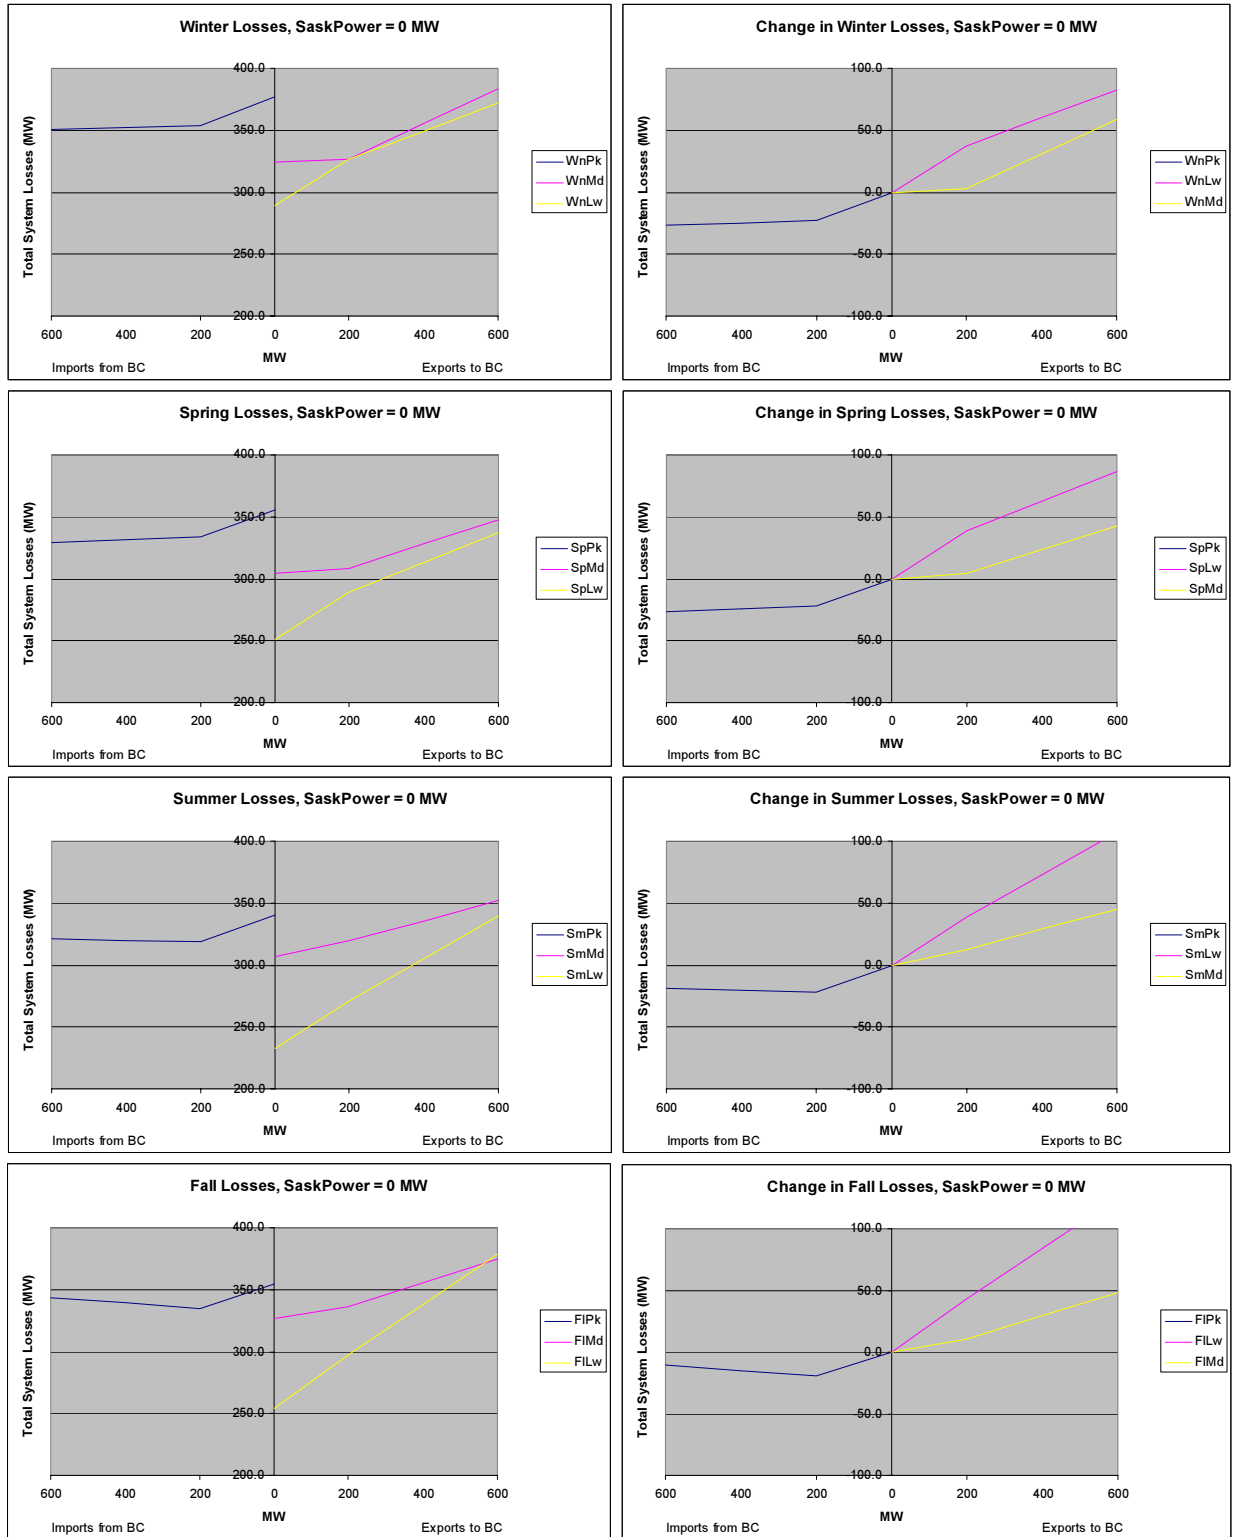 Winter Losses, SaskPower = 0 MW
Total System Losses (MW)
400.0
350.0
300.0
250.0
200.0
600 400 200 0 200 400 600
MW
Imports from BC Exports to BC
WnPk
WnMd
WnLw
Change in Winter Losses, SaskPower = 0 MW
Total System Losses (MW)
100.0
50.0
0.0
-50.0
-100.0
600 400 200 0 200 400 600
MW
Imports from BC Exports to BC
WnPk
WnLw
WnMd
Spring Losses, SaskPower = 0 MW
Total System Losses (MW)
400.0
350.0
300.0
250.0
200.0
600 400 200 0 200 400 600
MW
Imports from BC Exports to BC
SpPk
SpMd
SpLw
Change in Spring Losses, SaskPower = 0 MW
Total System Losses (MW)
100.0
50.0
0.0
-50.0
-100.0
600 400 200 0 200 400 600
MW
Imports from BC Exports to BC
SpPk
SpLw
SpMd
Summer Losses, SaskPower = 0 MW
Total System Losses (MW)
400.0
350.0
300.0
250.0
200.0
600 400 200 0 200 400 600
MW
Imports from BC Exports to BC
SmPk
SmMd
SmLw
Change in Summer Losses, SaskPower = 0 MW
Total System Losses (MW)
100.0
50.0
0.0
-50.0
-100.0
600 400 200 0 200 400 600
MW
Imports from BC Exports to BC
SmPk
SmLw
SmMd
Fall Losses, SaskPower = 0 MW
Total System Losses (MW)
400.0
350.0
300.0
250.0
200.0
600 400 200 0 200 400 600
MW
Imports from BC Exports to BC
FlPk
FlMd
FlLw
Change in Fall Losses, SaskPower = 0 MW
Total System Losses (MW)
100.0
50.0
0.0
-50.0
-100.0
600 400 200 0 200 400 600
MW
Imports from BC Exports to BC
FlPk
FlLw
FlMd